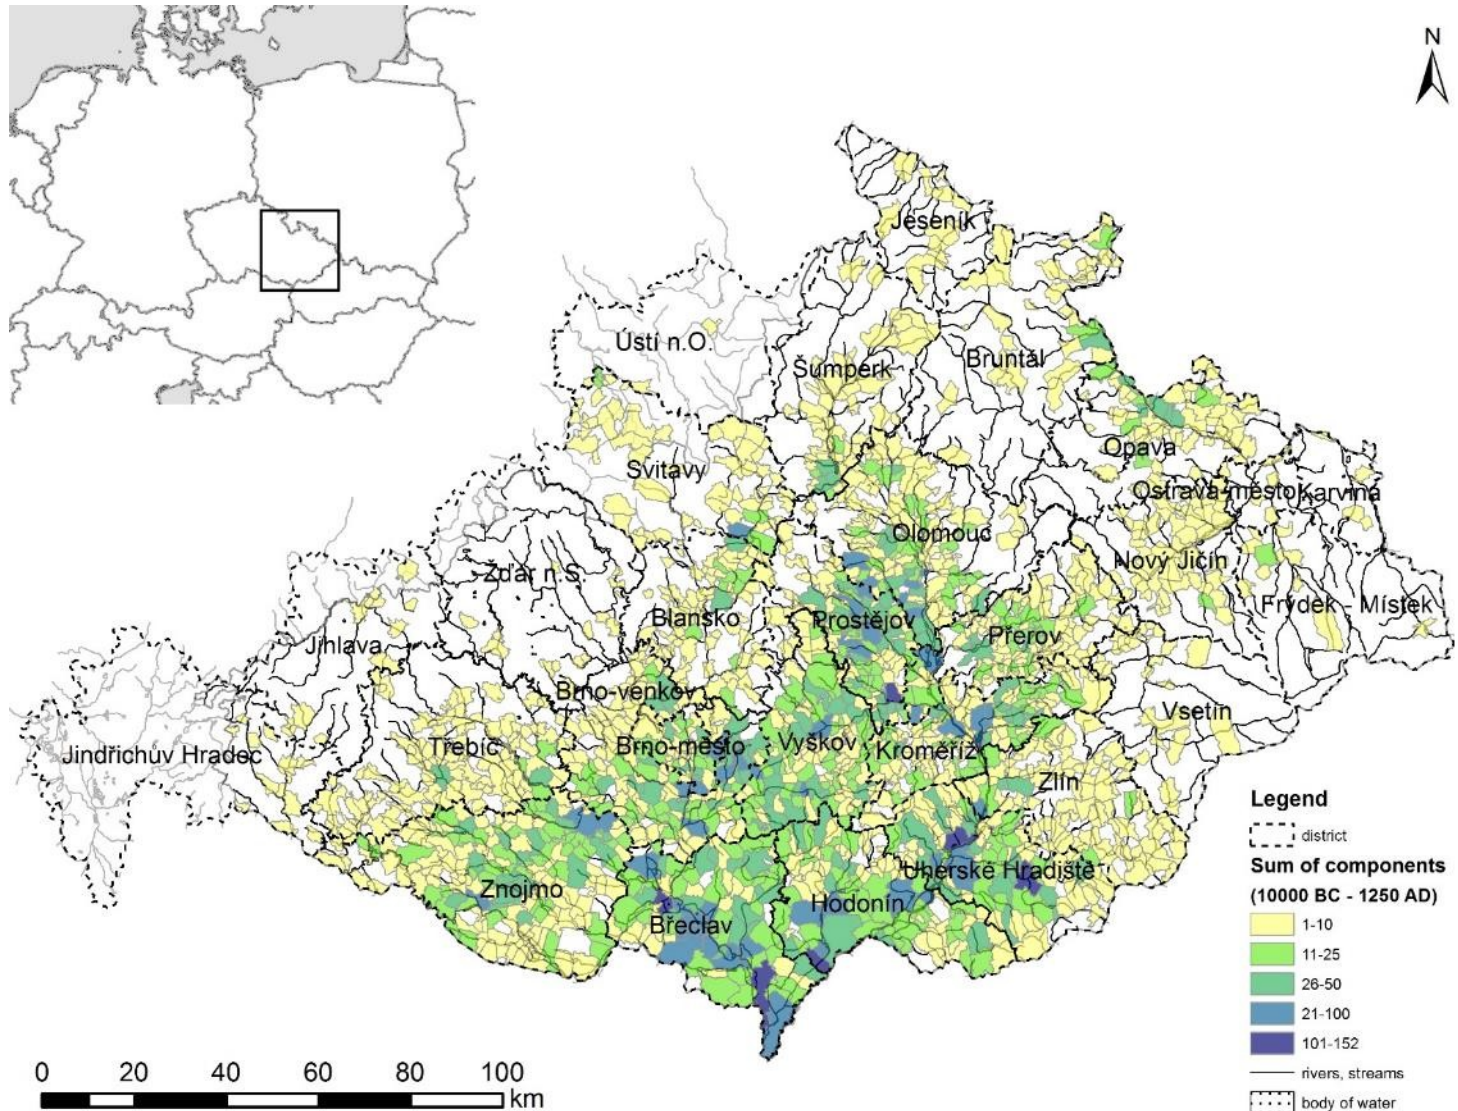 N
Jeseník
Ústí n.O.
Šumperk
Bruntál
Opava
Svitavy
Ostrava-město
Karviná
Olomouc
Nový Jičín
Žďár n.S.
Frýdek - Místek
Blansko
Prostějov
Přerov
Jihlava
Brno-venkov
Vsetín
Jindřichův Hradec
Třebíč
Brno-město
Vyškov
Kroměříž
Zlín
Uherské Hradiště
Znojmo
Hodonín
Břeclav
Legend
district
Sum of components
(10000 BC - 1250 AD)
1-10
11-25
26-50
21-100
101-152
rivers, streams
body of water
0 20 40 60 80 100
km